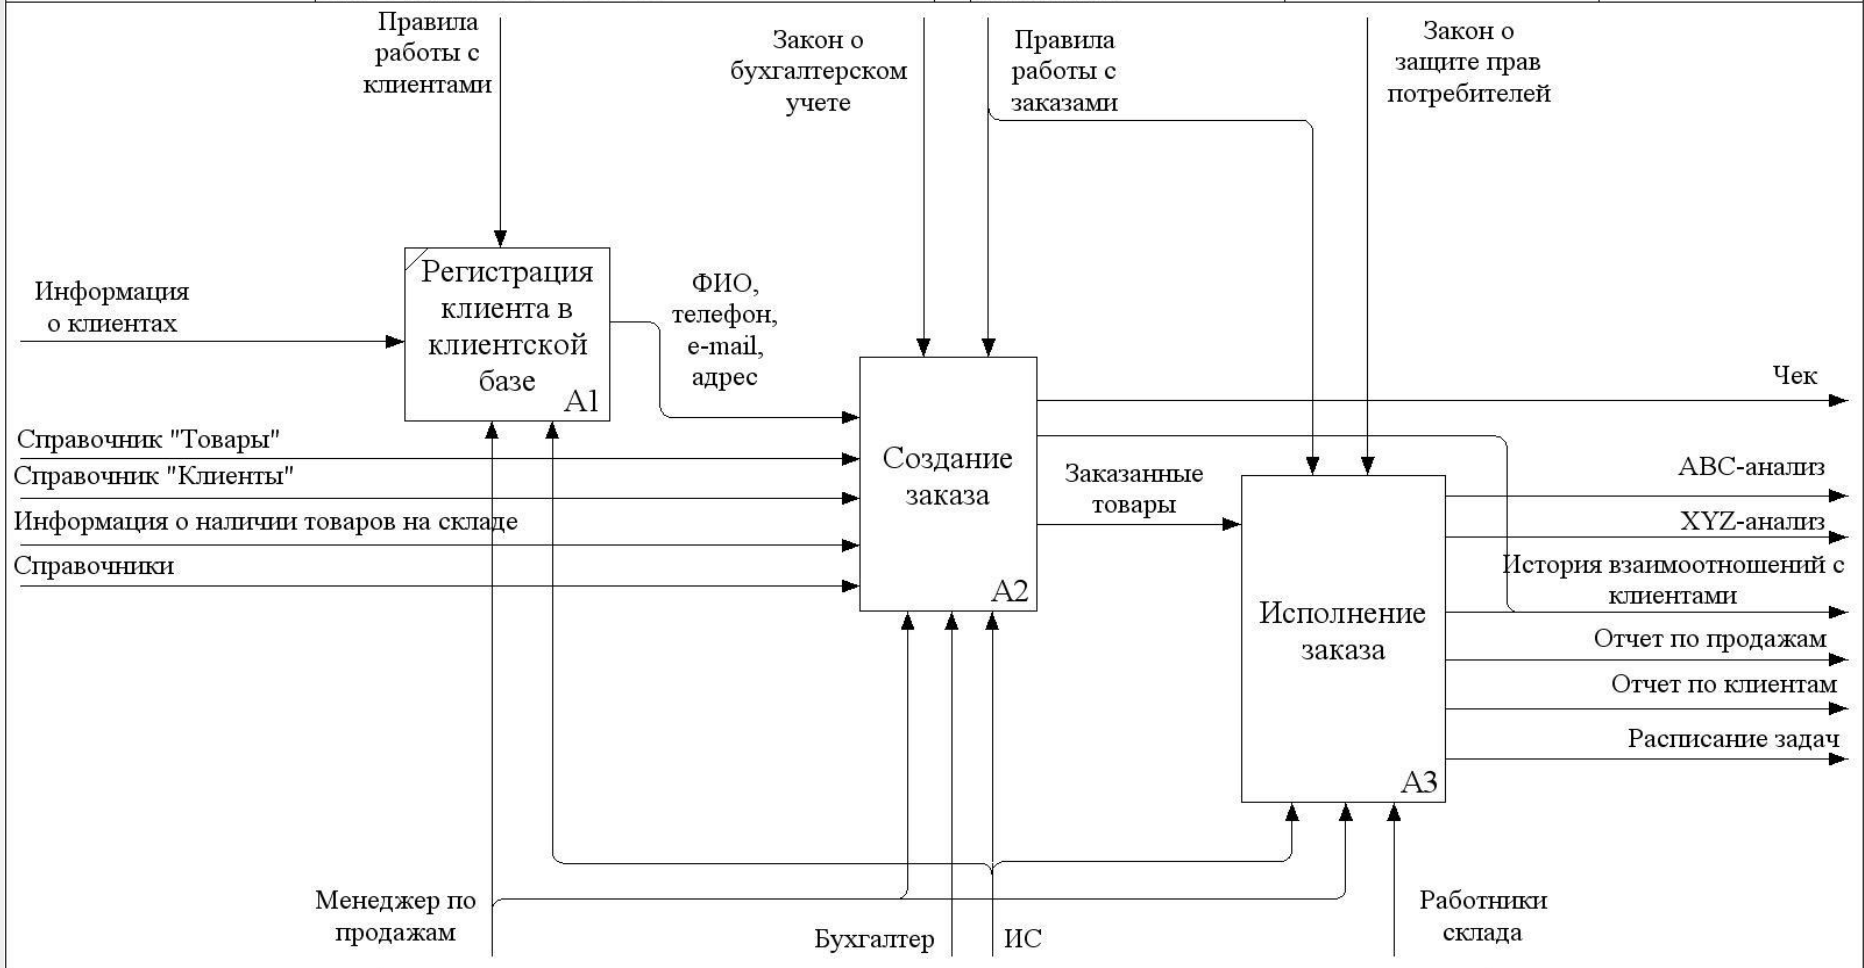 Правила
работы с
клиентами
Закон о
бухгалтерском
учете
Правила
работы с
заказами
Закон о
защите прав
потребителей
Информация
о клиентах
Регистрация
клиента в
клиентской
базе
A1
ФИО,
телефон,
e-mail,
адрес
Справочник "Товары"
Справочник "Клиенты"
Информация о наличии товаров на складе
Справочники
Создание
заказа
A2
Заказанные
товары
Исполнение
заказа
A3
Чек
ABC-анализ
XYZ-анализ
История взаимоотношений с
клиентами
Отчет по продажам
Отчет по клиентам
Расписание задач
Менеджер по
продажам
Бухгалтер
ИС
Работники
склада